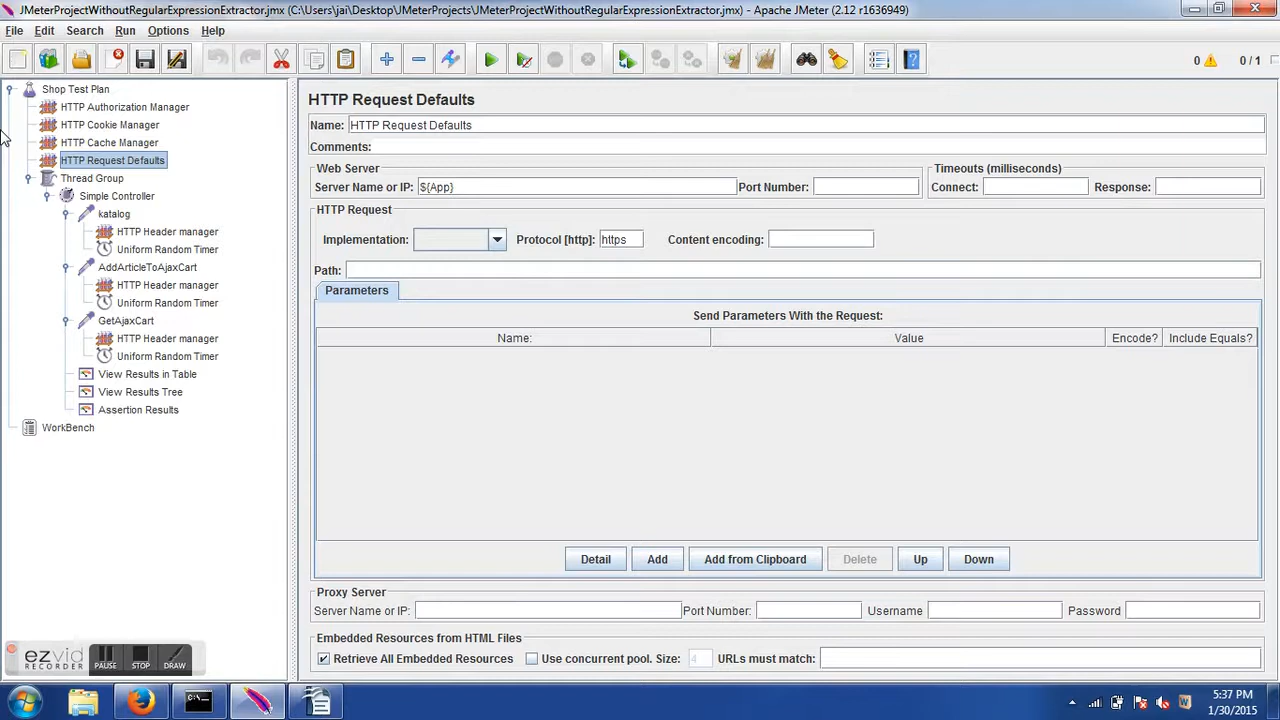 JMeterProjectWithoutRegularExpressionExtractor.jmx (C:\Users\jai\Desktop\JMeterProjects\JMeterProjectWithoutRegularExpressionExtractor.jmx) - Apache JMeter (2.12 r1636949)
File Edit Search Run Options Help
0 0 / 1
Shop Test Plan
HTTP Authorization Manager
HTTP Cookie Manager
HTTP Cache Manager
HTTP Request Defaults
Thread Group
Simple Controller
katalog
HTTP Header manager
Uniform Random Timer
AddArticleToAjaxCart
HTTP Header manager
Uniform Random Timer
GetAjaxCart
HTTP Header manager
Uniform Random Timer
View Results in Table
View Results Tree
Assertion Results
WorkBench
HTTP Request Defaults
Name: HTTP Request Defaults
Comments:
Web Server
Server Name or IP: ${App} Port Number:
Timeouts (milliseconds)
Connect: Response:
HTTP Request
Implementation: Protocol [http]: https Content encoding:
Path:
Parameters
Send Parameters With the Request:
Name: Value Encode? Include Equals?
Detail Add Add from Clipboard Delete Up Down
Proxy Server
Server Name or IP: Port Number: Username Password
Embedded Resources from HTML Files
Retrieve All Embedded Resources Use concurrent pool. Size: 4 URLs must match:
ezvid
RECORDER
PAUSE STOP DRAW
5:37 PM
1/30/2015